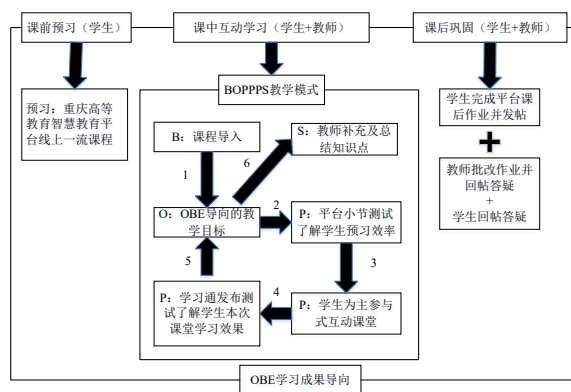 课前预习（学生）
课中互动学习（学生+教师）
课后巩固（学生+教师）
预习：重庆高等
教育智慧教育平
台线上一流课程
BOPPPS教学模式
B：课程导入
S：教师补充及总
结知识点
1
6
O：OBE导向的教
学目标
2
P：平台小节测试
了解学生预习效率
5
3
P：学习通发布测
试了解学生本次
课堂学习效果
4
P：学生为主参与
式互动课堂
学生完成平台课
后作业并发帖
+
教师批改作业并
回帖答疑
+
学生回帖答疑
OBE学习成果导向